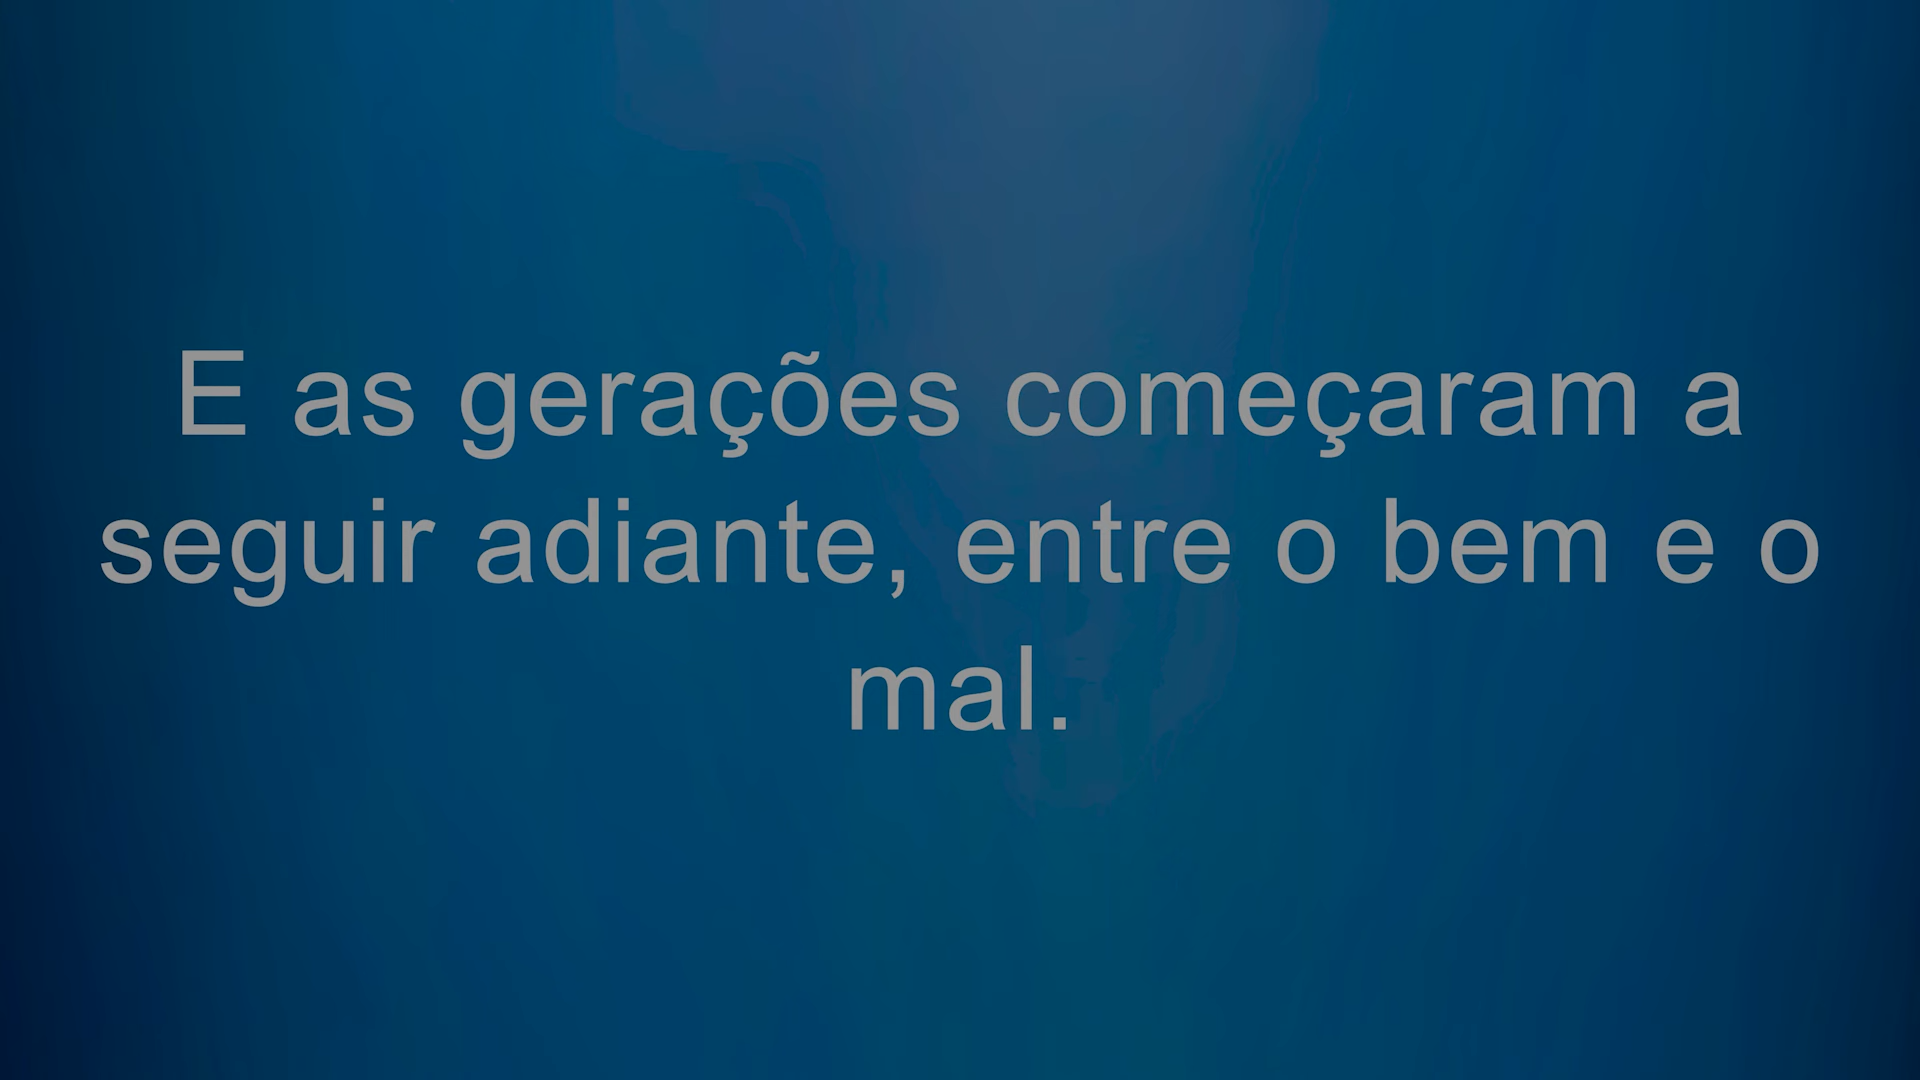 E as gerações começaram a
seguir adiante, entre o bem e o
mal.